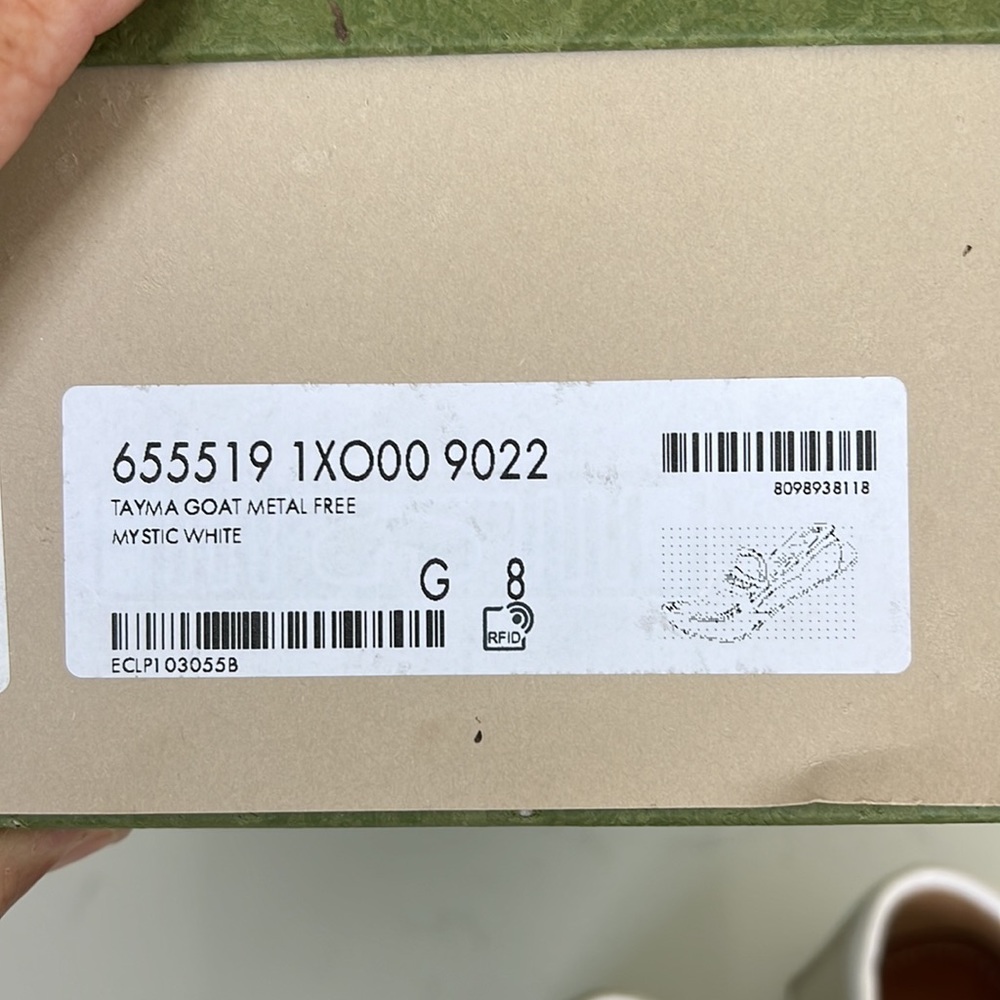 655519 1XO00 9022
TAYMA GOAT METAL FREE
MYSTIC WHITE
8098938118
G 8
RFID
ECLP103055B